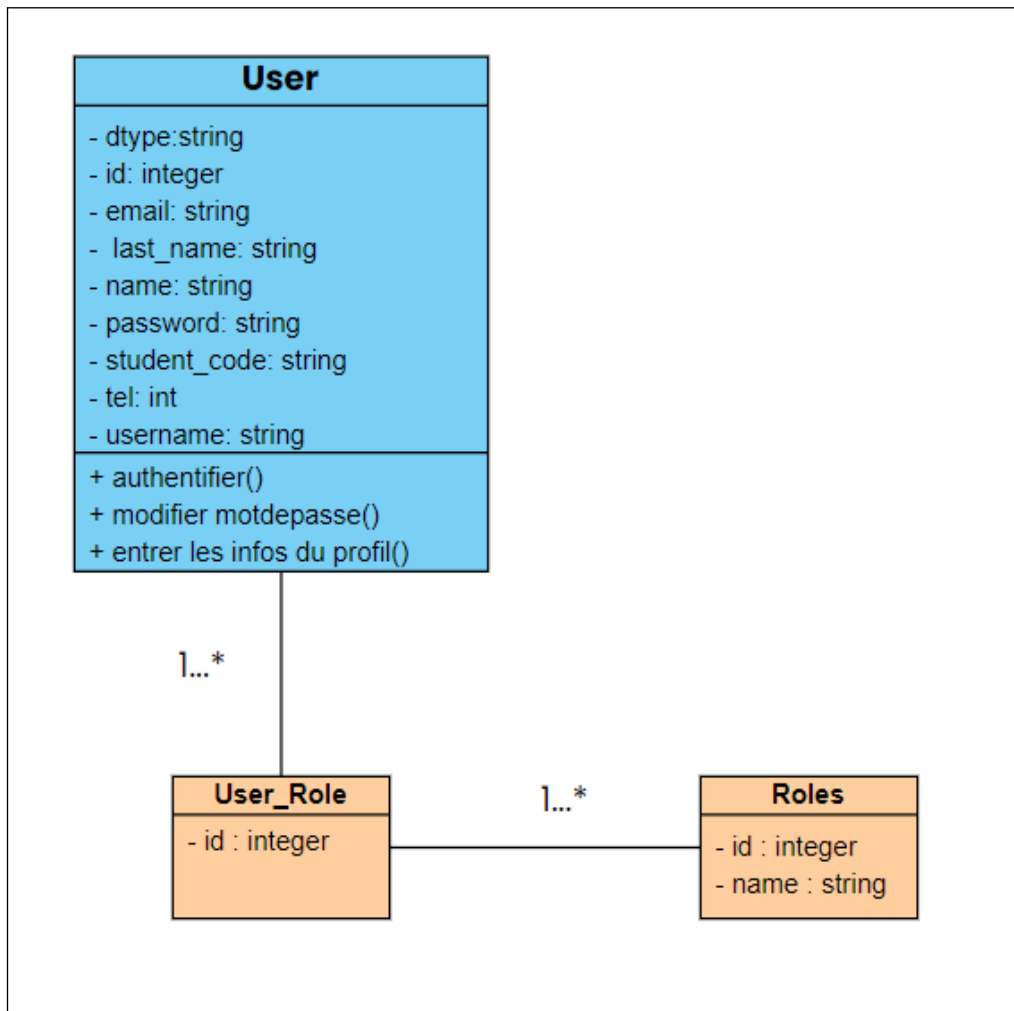 User
- dtype:string
- id: integer
- email: string
- last_name: string
- name: string
- password: string
- student_code: string
- tel: int
- username: string
+ authentifier()
+ modifier motdepasse()
+ entrer les infos du profil()
1...*
User_Role
- id : integer
1...*
Roles
- id : integer
- name : string